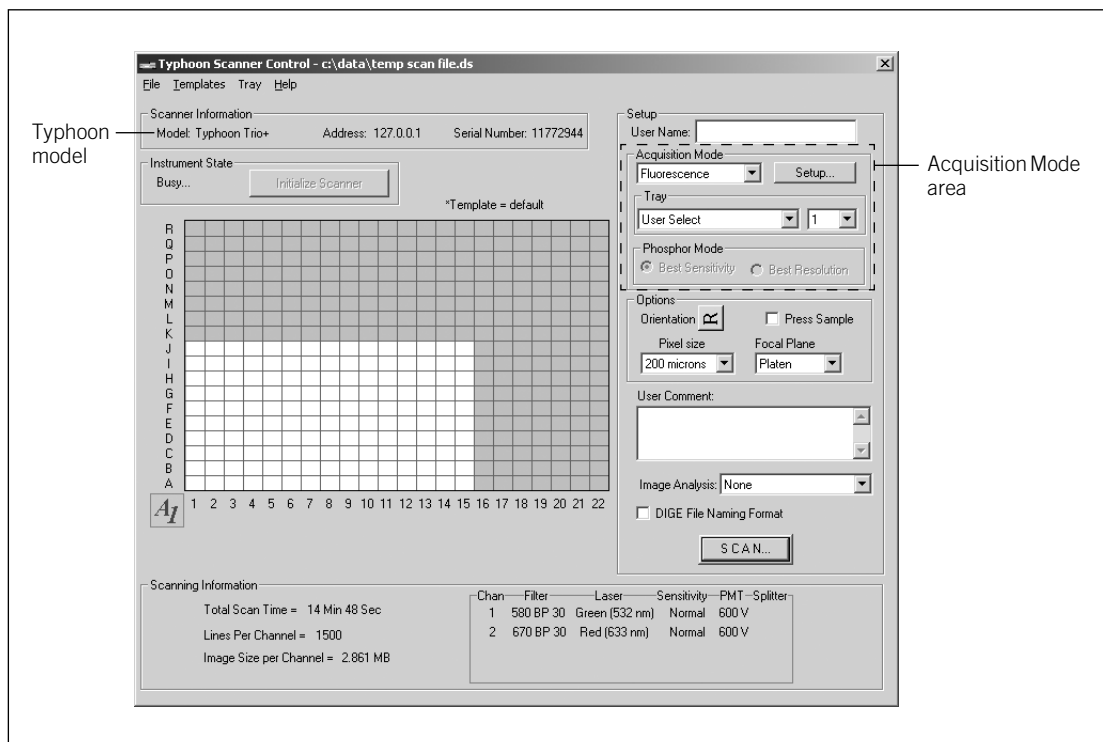 Typhoon Scanner Control - c:\data\temp scan file.ds
File Templates Tray Help
Scanner Information
Model: Typhoon Trio+ Address: 127.0.0.1 Serial Number: 11772944
Typhoon model
Instrument State
Busy... Initialize Scanner
*Template = default
R
Q
P
O
N
M
L
K
J
I
H
G
F
E
D
C
B
A
A1
1 2 3 4 5 6 7 8 9 10 11 12 13 14 15 16 17 18 19 20 21 22
Setup
User Name:
Acquisition Mode
Fluorescence Setup...
Tray
User Select 1
Phosphor Mode
Best Sensitivity Best Resolution
Acquisition Mode
area
Options
Orientation R Press Sample
Pixel size Focal Plane
200 microns Platen
User Comment:
Image Analysis: None
DIGE File Naming Format
SCAN...
Scanning Information
Total Scan Time = 14 Min 48 Sec
Lines Per Channel = 1500
Image Size per Channel = 2.861 MB
Chan Filter Laser Sensitivity PMT Splitter
1 580 BP 30 Green (532 nm) Normal 600 V
2 670 BP 30 Red (633 nm) Normal 600 V